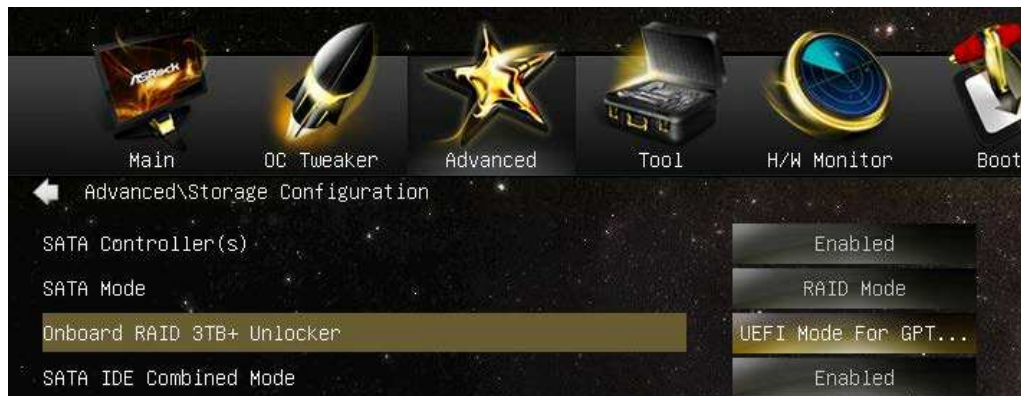 ASRock
Main OC Tweaker Advanced Tool H/W Monitor Boot
Advanced\Storage Configuration
SATA Controller(s) Enabled
SATA Mode RAID Mode
Onboard RAID 3TB+ Unlocker UEFI Mode For GPT...
SATA IDE Combined Mode Enabled